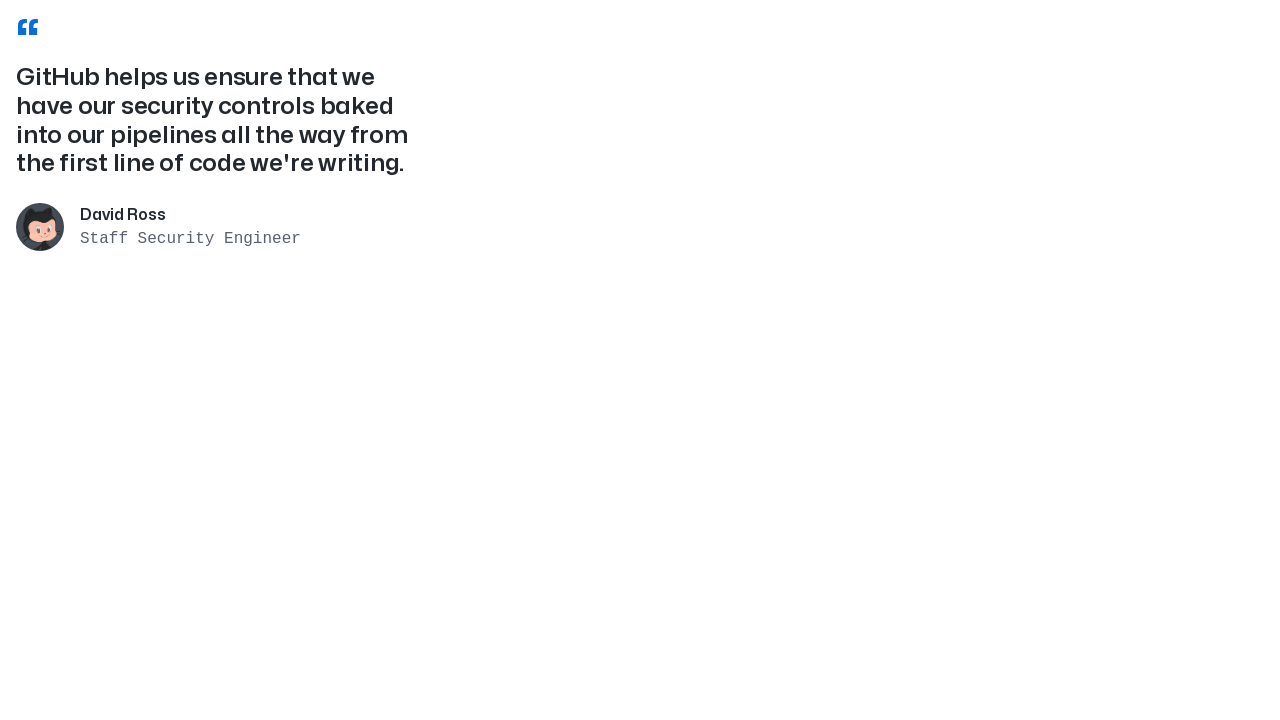 “
GitHub helps us ensure that we
have our security controls baked
into our pipelines all the way from
the first line of code we're writing.
David Ross
Staff Security Engineer